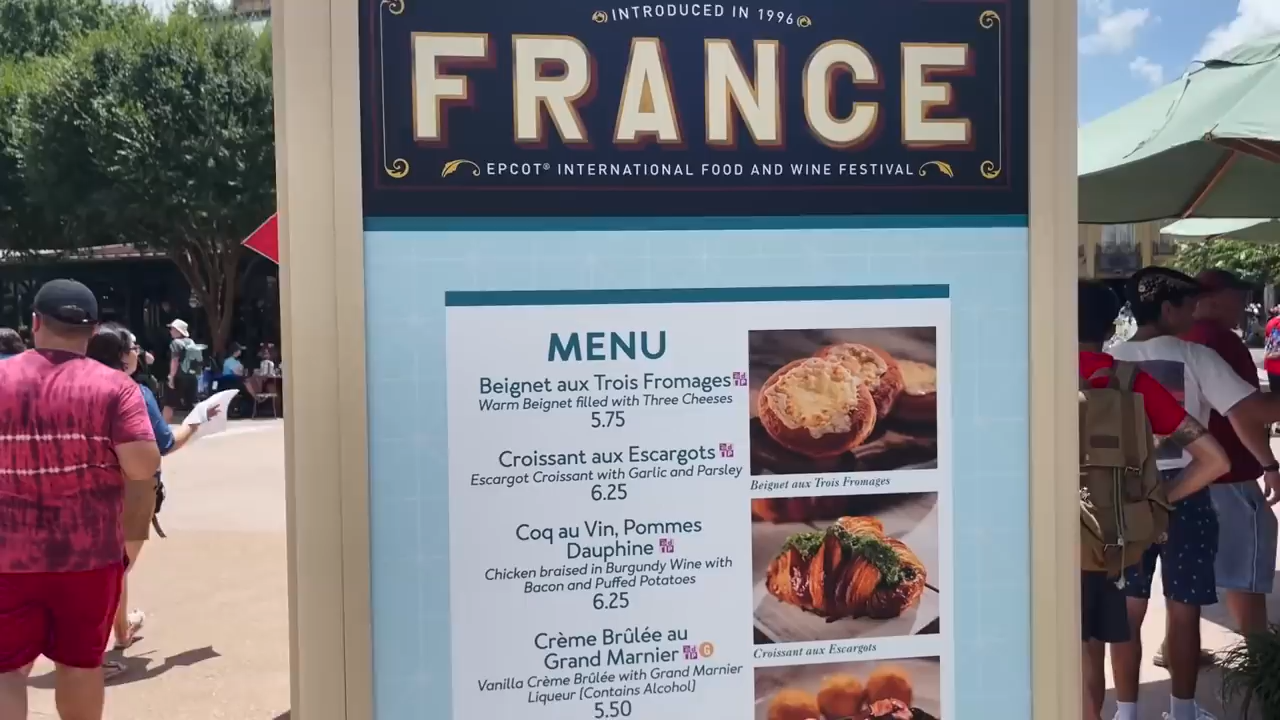 INTRODUCED IN 1996
FRANCE
EPCOT® INTERNATIONAL FOOD AND WINE FESTIVAL
MENU
Beignet aux Trois Fromages
Warm Beignet filled with Three Cheeses
5.75
Croissant aux Escargots
Escargot Croissant with Garlic and Parsley
6.25
Coq au Vin, Pommes
Dauphine
Chicken braised in Burgundy Wine with
Bacon and Puffed Potatoes
6.25
Crème Brûlée au
Grand Marnier G
Vanilla Crème Brûlée with Grand Marnier
Liqueur (Contains Alcohol)
5.50
Beignet aux Trois Fromages
Croissant aux Escargots